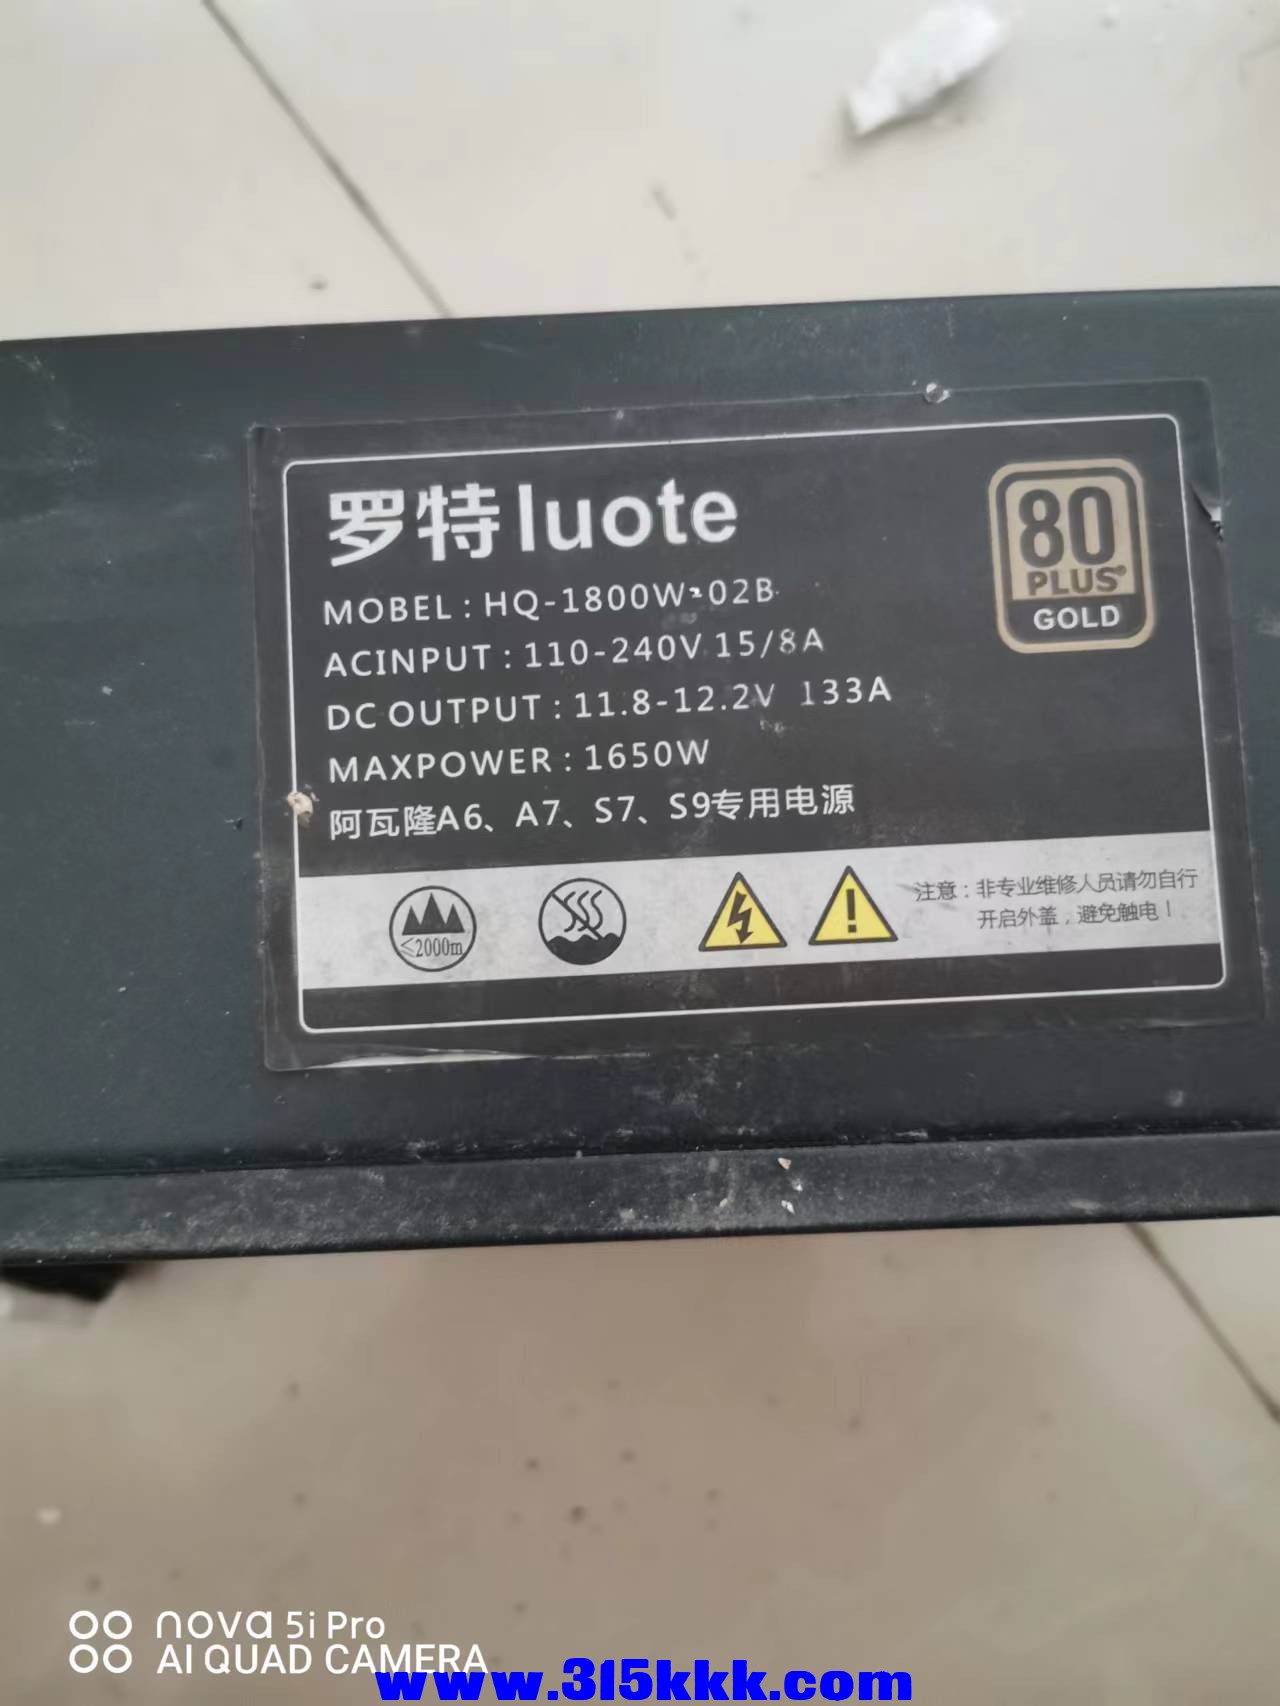 罗特luote
80
PLUS®
GOLD
MOBEL : HQ-1800W-02B
ACINPUT : 110-240V 15/8A
DC OUTPUT : 11.8-12.2V 133A
MAXPOWER : 1650W
阿瓦隆A6、A7、S7、S9专用电源
≤2000m
注意：非专业维修人员请勿自行
开启外盖，避免触电！
nova 5i Pro
AI QUAD CAMERA
www.315kkk.com